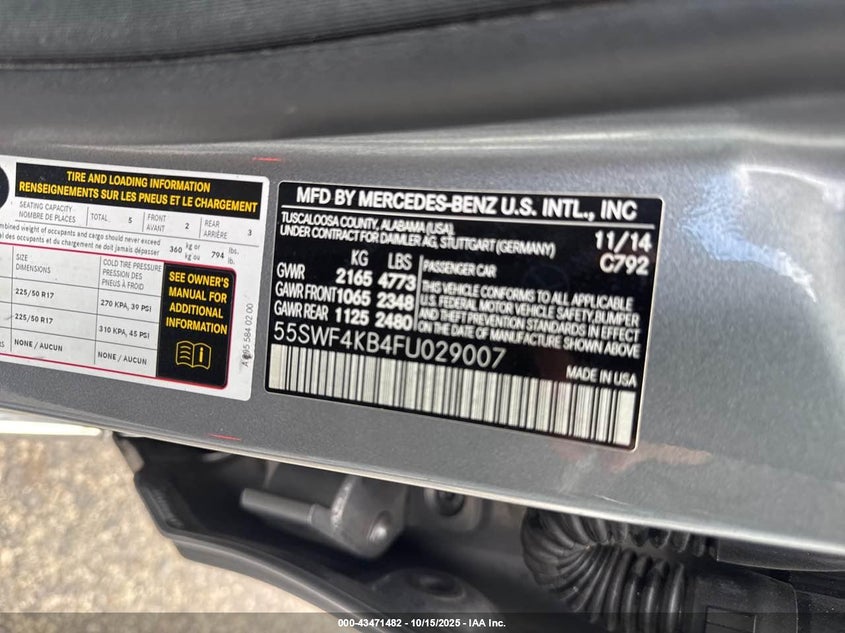 TIRE AND LOADING INFORMATION
RENSEIGNEMENTS SUR LES PNEUS ET LE CHARGEMENT
SEATING CAPACITY
NOMBRE DE PLACES
TOTAL 5
FRONT
AVANT 2
REAR
ARRIÈRE 3
combined weight of occupants and cargo should never exceed
al des occupants et du chargement ne doit jamais dépasser
360 kg or kg ou 794 lbs. lb.
SIZE
DIMENSIONS
COLD TIRE PRESSURE
PRESSION DES
PNEUS À FROID
225/50 R17
270 KPA, 39 PSI
225/50 R17
310 KPA, 45 PSI
NONE / AUCUN
NONE / AUCUN
SEE OWNER'S
MANUAL FOR
ADDITIONAL
INFORMATION
584 02 00
MFD BY MERCEDES-BENZ U.S. INTL., INC
TUSCALOOSA COUNTY, ALABAMA (USA),
UNDER CONTRACT FOR DAIMLER AG, STUTTGART (GERMANY)
11/14
C792
KG LBS
GVWR 2165 4773
GAWR FRONT 1065 2348
GAWR REAR 1125 2480
PASSENGER CAR
THIS VEHICLE CONFORMS TO ALL APPLICABLE
U.S. FEDERAL MOTOR VEHICLE SAFETY, BUMPER
AND THEFT PREVENTION STANDARDS IN EFFECT
ON THE DATE OF MANUFACTURE SHOWN ABOVE
55SWF4KB4FU029007
MADE IN USA
000-43471482 - 10/15/2025 - IAA Inc.